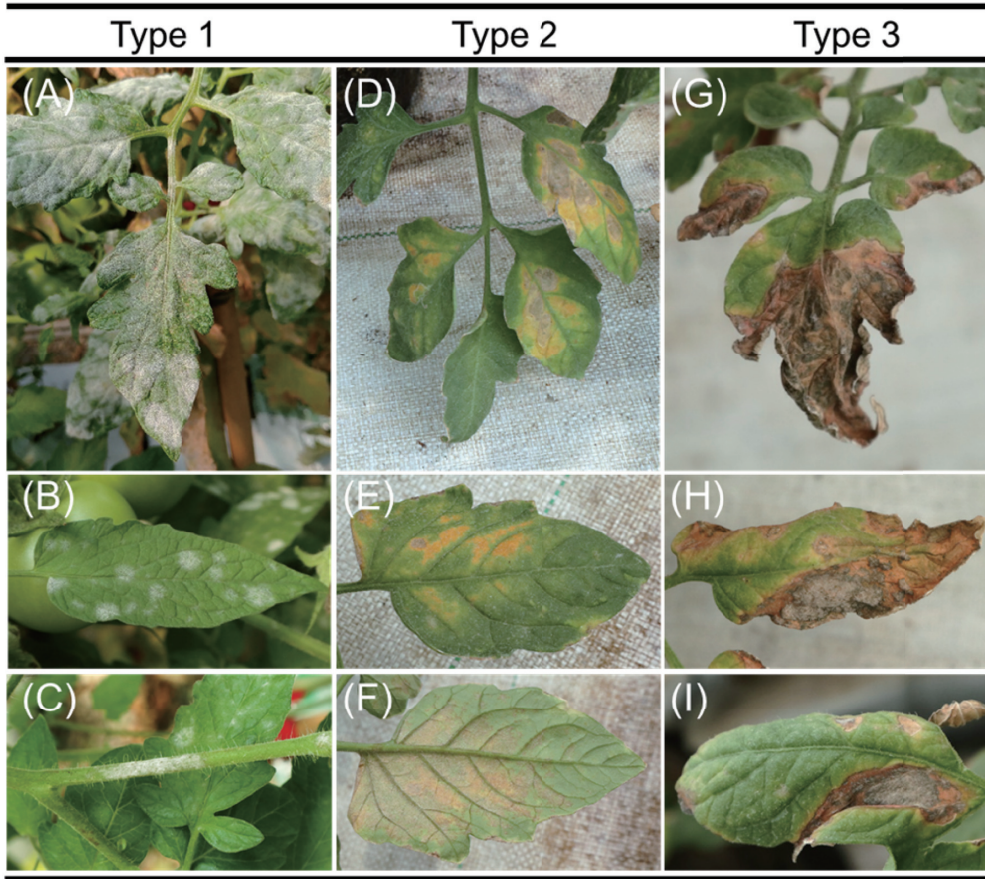 Type 1 Type 2 Type 3
(A) (D) (G)
(B) (E) (H)
(C) (F) (I)